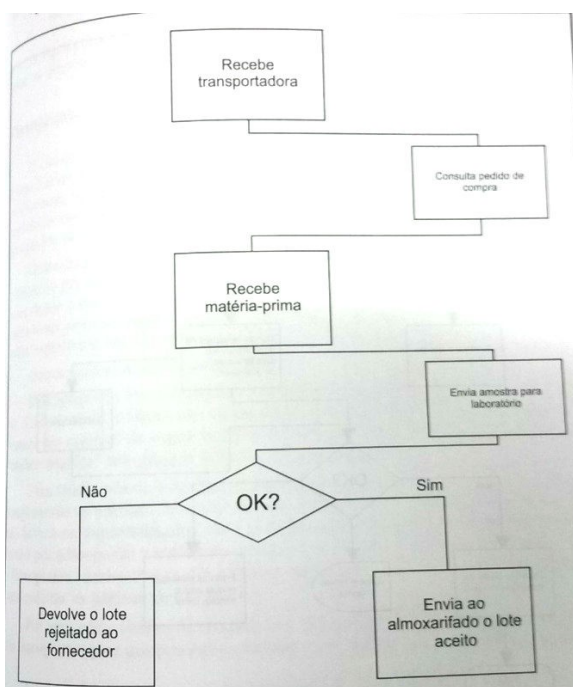 Recebe
transportadora
Consulta pedido de
compra
Recebe
matéria-prima
Envia amostra para
laboratório
OK?
Não
Sim
Devolve o lote
rejeitado ao
fornecedor
Envia ao
almoxarifado o lote
aceito